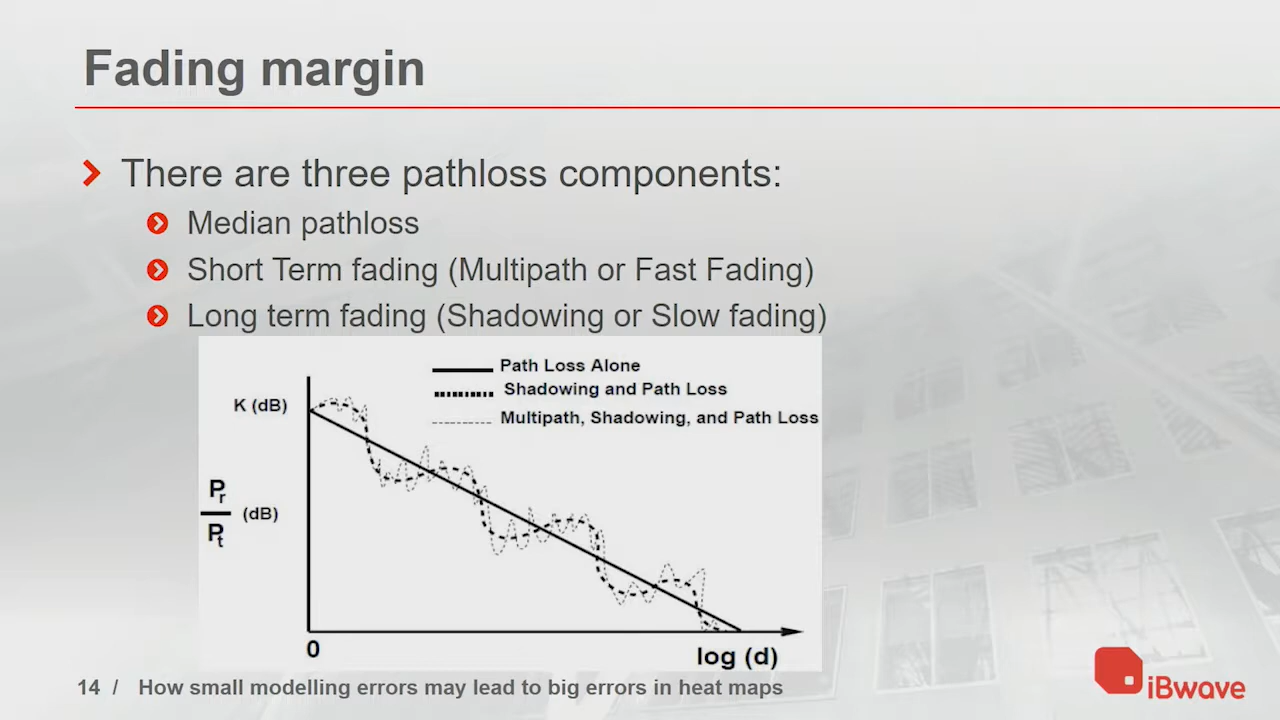 Fading margin
There are three pathloss components:
Median pathloss
Short Term fading (Multipath or Fast Fading)
Long term fading (Shadowing or Slow fading)
Path Loss Alone
Shadowing and Path Loss
Multipath, Shadowing, and Path Loss
K (dB)
Pr
(dB)
Pt
0
log (d)
14 / How small modelling errors may lead to big errors in heat maps
iBwave